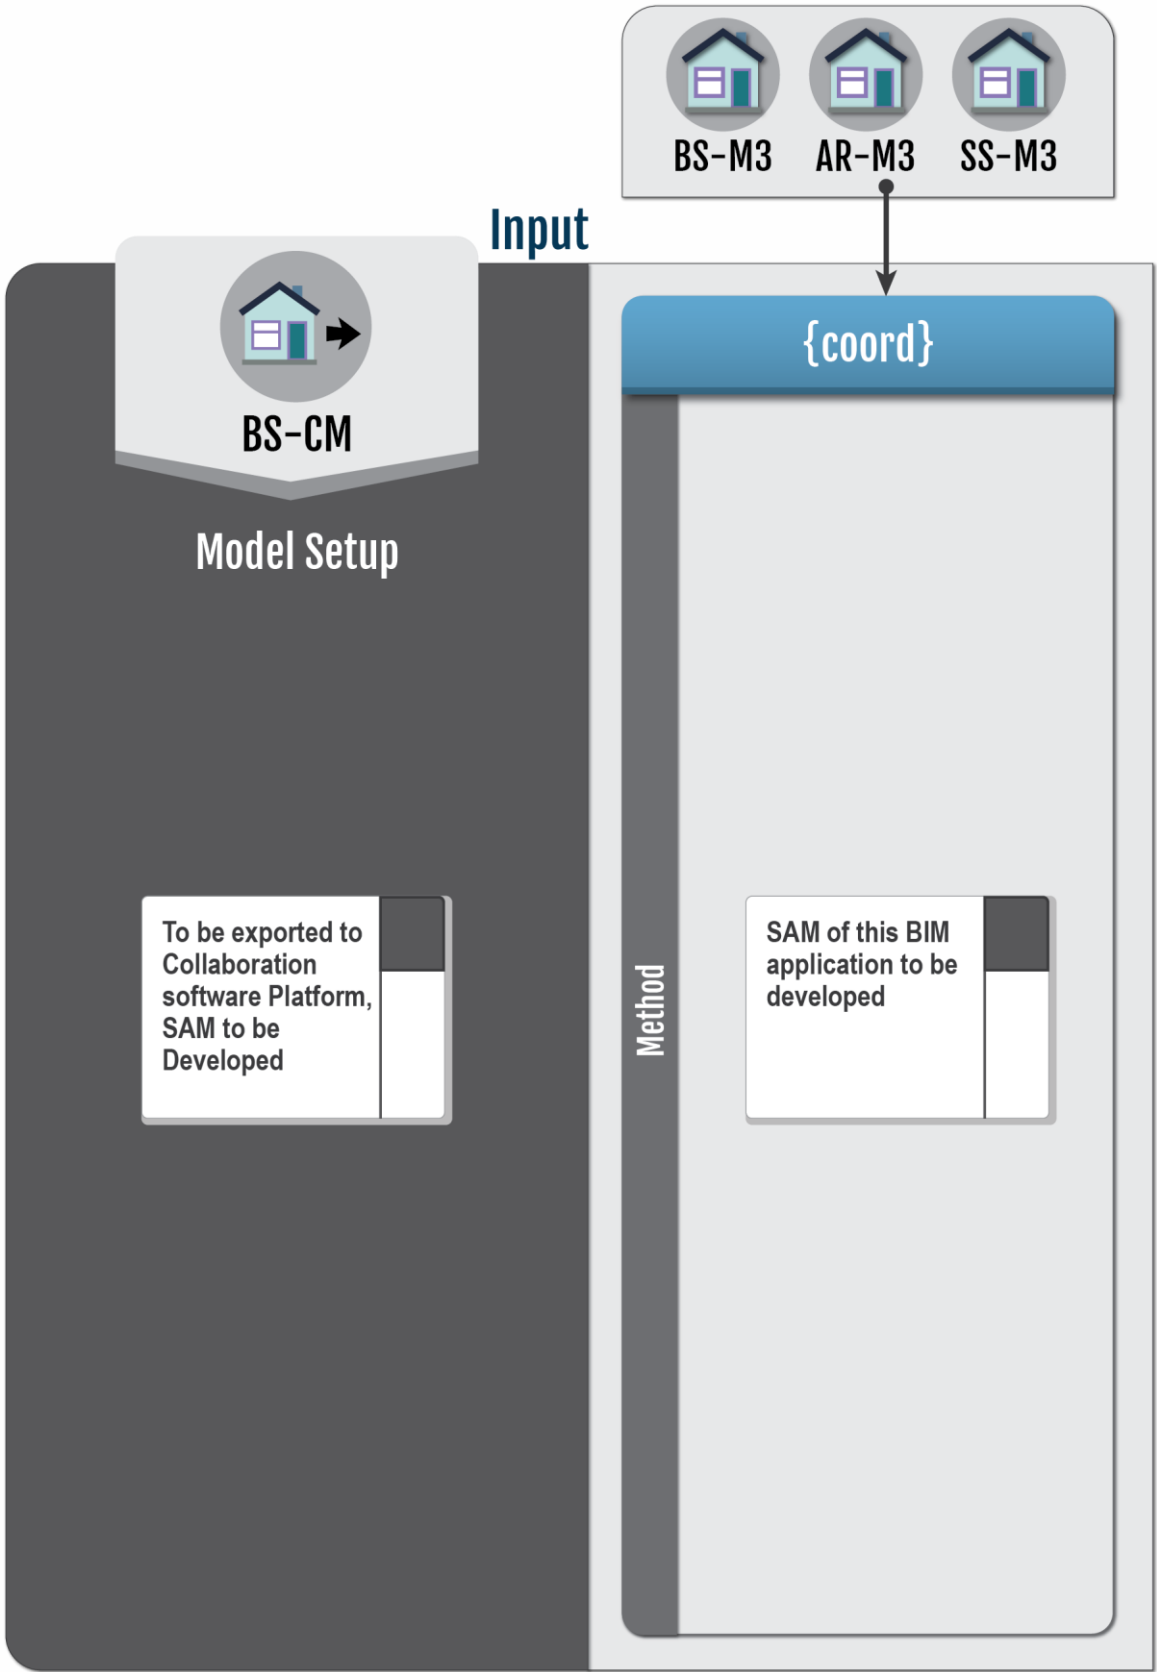 BS-M3 AR-M3 SS-M3
Input
{coord}
BS-CM
Model Setup
To be exported to
Collaboration
software Platform,
SAM to be
Developed
Method
SAM of this BIM
application to be
developed